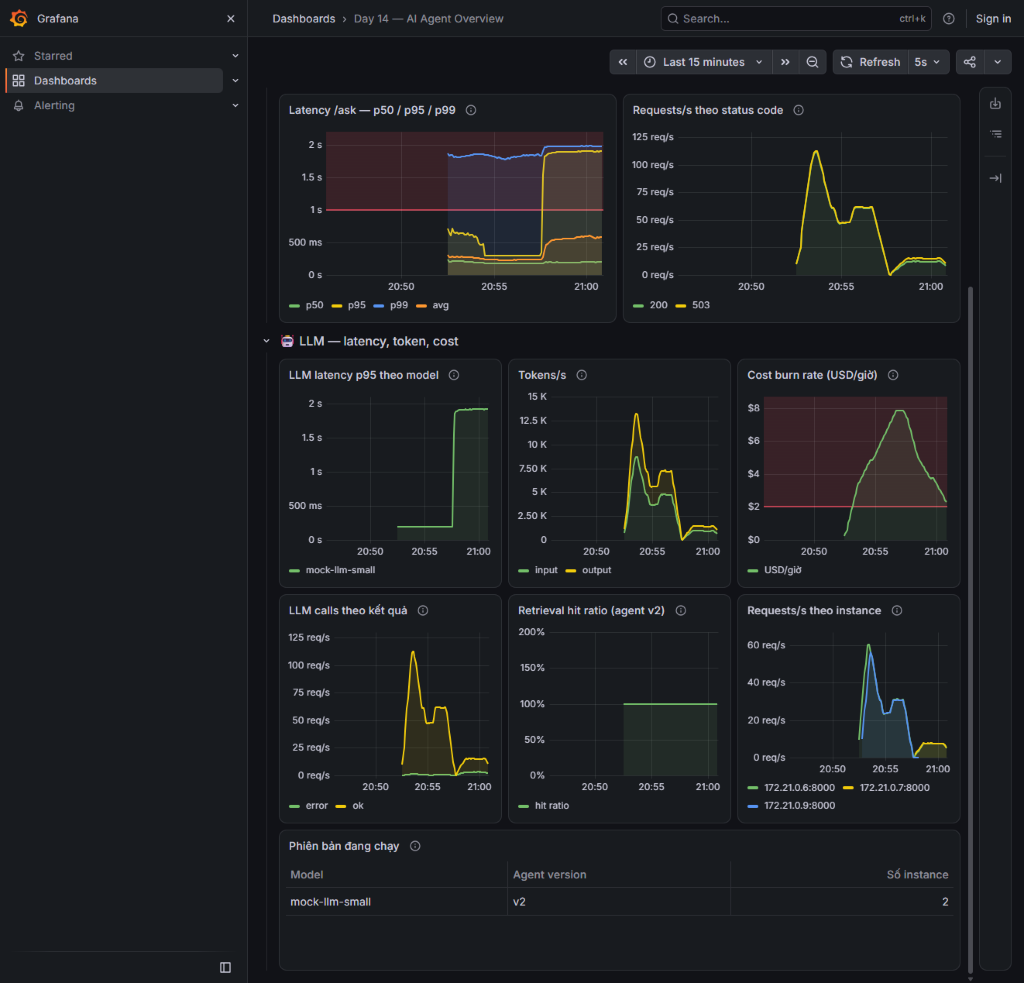 Grafana
Dashboards › Day 14 — AI Agent Overview
Search... ctrl+k
Sign in
Starred
Dashboards
Alerting
Last 15 minutes
Refresh 5s
Latency /ask — p50 / p95 / p99
2 s
1.5 s
1 s
500 ms
0 s
20:50 20:55 21:00
p50 p95 p99 avg
Requests/s theo status code
125 req/s
100 req/s
75 req/s
50 req/s
25 req/s
0 req/s
20:50 20:55 21:00
200 503
LLM — latency, token, cost
LLM latency p95 theo model
2 s
1.5 s
1 s
500 ms
0 s
20:50 20:55 21:00
mock-llm-small
Tokens/s
15 K
12.5 K
10 K
7.50 K
5 K
2.50 K
0
20:50 20:55 21:00
input output
Cost burn rate (USD/giờ)
$8
$6
$4
$2
$0
20:50 20:55 21:00
USD/giờ
LLM calls theo kết quả
125 req/s
100 req/s
75 req/s
50 req/s
25 req/s
0 req/s
20:50 20:55 21:00
error ok
Retrieval hit ratio (agent v2)
200%
150%
100%
50%
0%
20:50 20:55 21:00
hit ratio
Requests/s theo instance
60 req/s
40 req/s
20 req/s
0 req/s
20:50 20:55 21:00
172.21.0.6:8000 172.21.0.7:8000
172.21.0.9:8000
Phiên bản đang chạy
Model Agent version Số instance
mock-llm-small v2 2